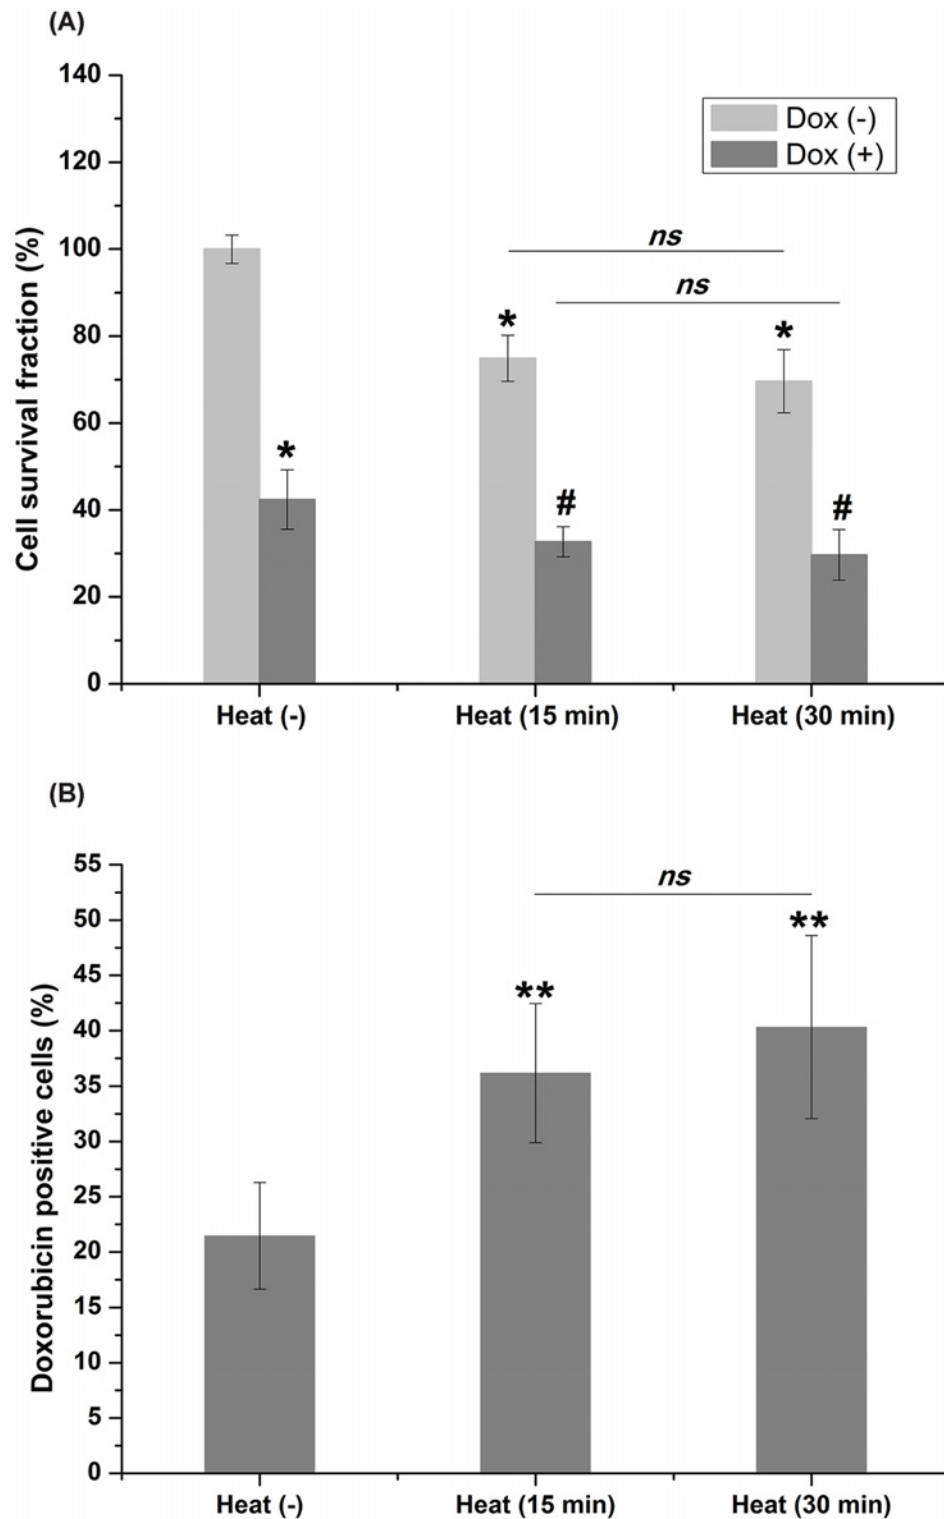 (A)
140
120
100
80
60
40
20
0
Cell survival fraction (%)
Dox (-)
Dox (+)
ns
ns
*
*
*
#
#
Heat (-) Heat (15 min) Heat (30 min)
(B)
55
50
45
40
35
30
25
20
15
10
5
0
Doxorubicin positive cells (%)
ns
**
**
Heat (-) Heat (15 min) Heat (30 min)